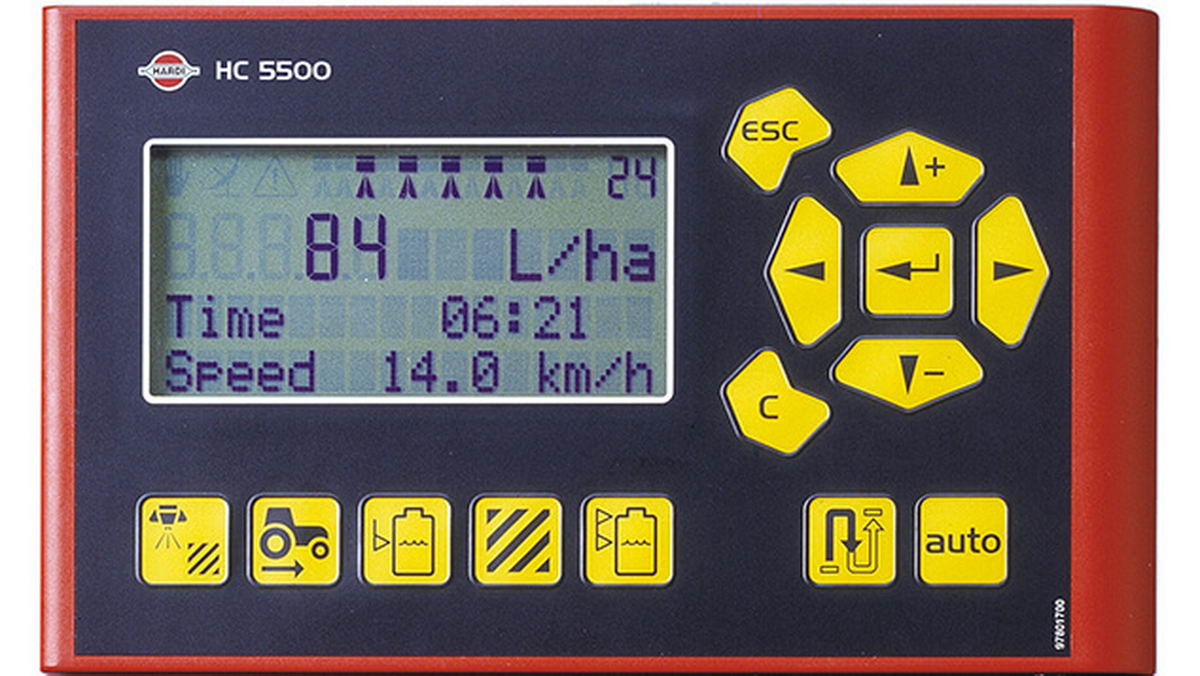 HARDI HC 5500
24
84 L/ha
Time 06:21
Speed 14.0 km/h
ESC
+
-
C
auto
97801700